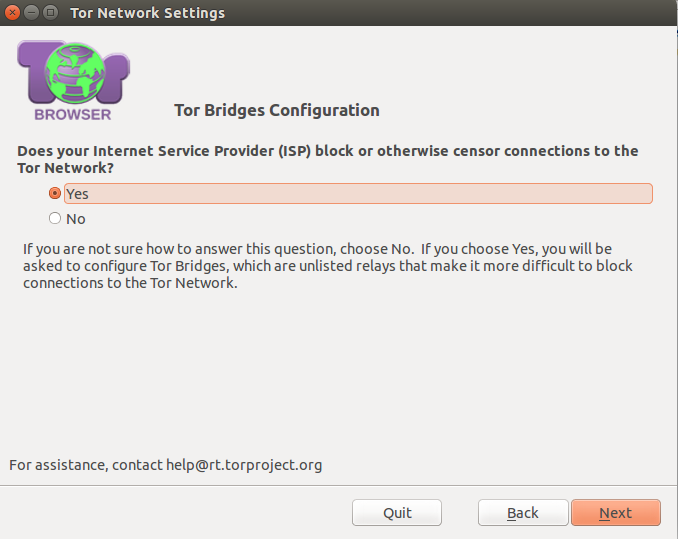 Tor Network Settings
Tor
BROWSER
Tor Bridges Configuration
Does your Internet Service Provider (ISP) block or otherwise censor connections to the
Tor Network?
Yes
No
If you are not sure how to answer this question, choose No.  If you choose Yes, you will be
asked to configure Tor Bridges, which are unlisted relays that make it more difficult to block
connections to the Tor Network.
For assistance, contact help@rt.torproject.org
Quit
Back
Next